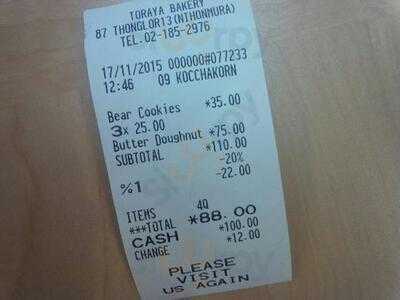 TORAYA BAKERY
87 THONGLOR13(NIHONMURA)
TEL.02-185-2976
17/11/2015 000000#077233
12:46 09 KOCCHAKORN
Bear Cookies *35.00
3x 25.00
Butter Doughnut *75.00
SUBTOTAL *110.00
-20%
%1 -22.00
ITEMS 4Q
***TOTAL *88.00
CASH *100.00
CHANGE *12.00
PLEASE
VISIT
US AGAIN